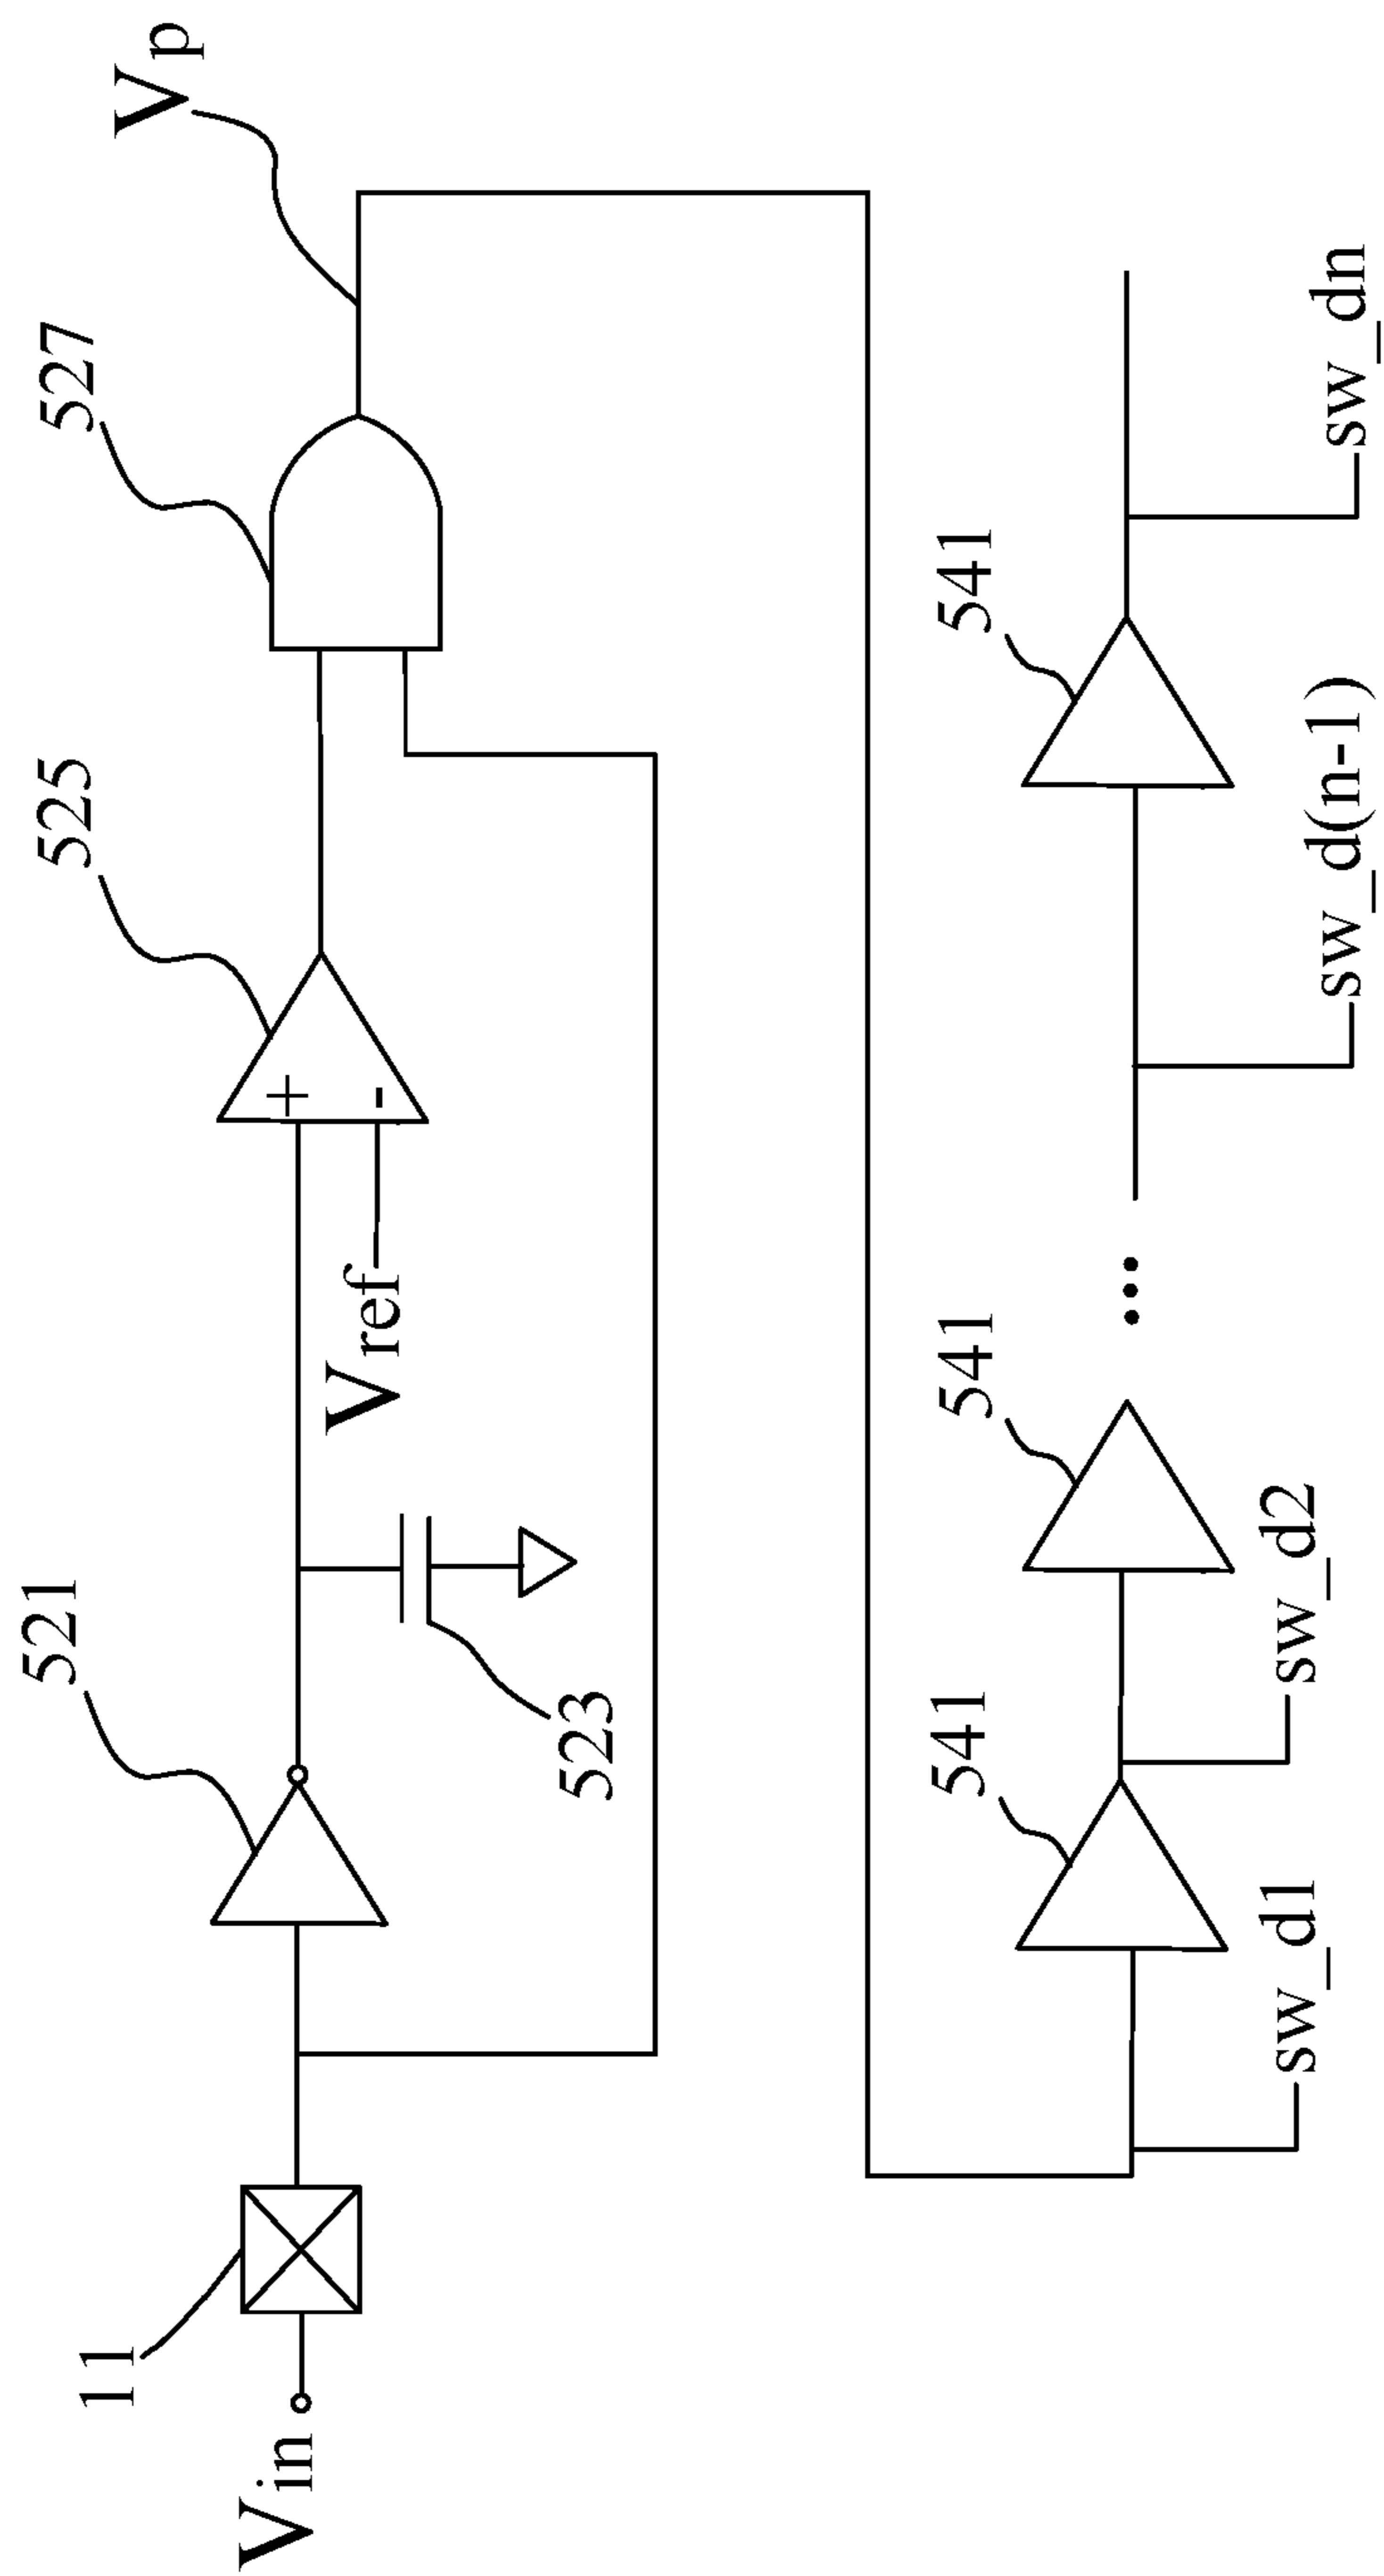 Vin
11
521
523
Vref
+
-
525
527
Vp
sw_d1
541
sw_d2
541
...
sw_d(n-1)
541
sw_dn